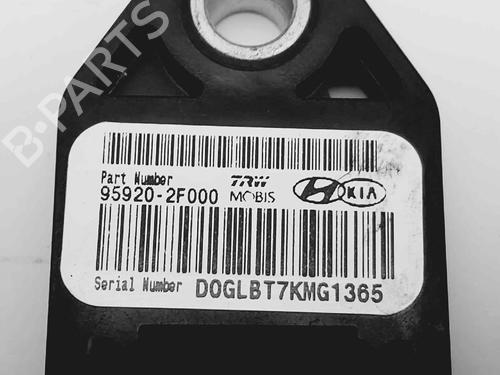 B-PARTS
Part Number TRW
95920-2F000 MOBIS KIA
Serial Number D0GLBT7KMG1365